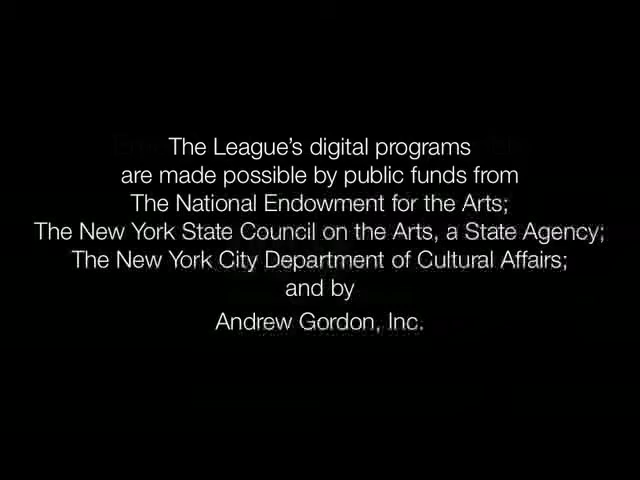 The League’s digital programs
are made possible by public funds from
The National Endowment for the Arts;
The New York State Council on the Arts, a State Agency;
The New York City Department of Cultural Affairs;
and by
Andrew Gordon, Inc.